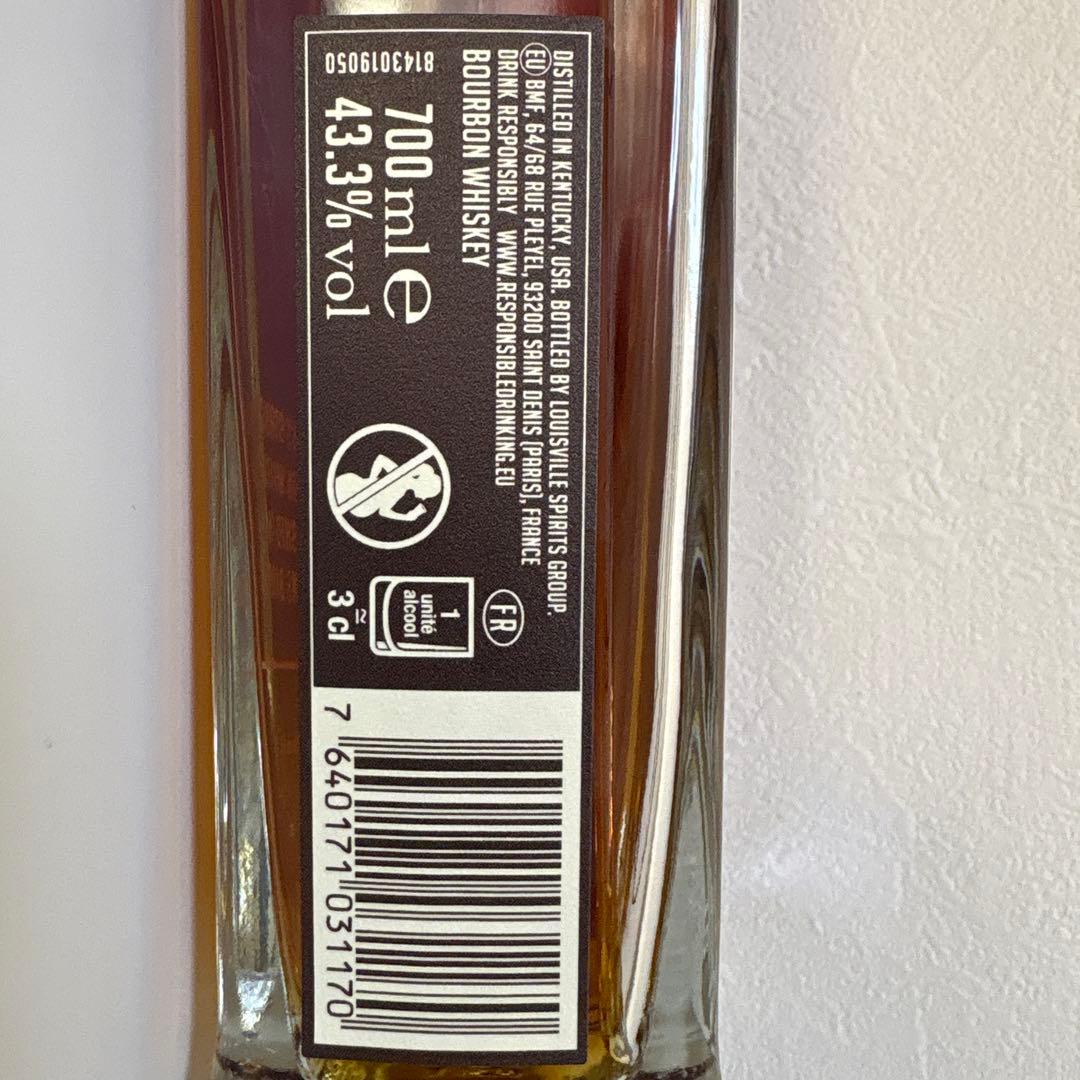 DISTILLED IN KENTUCKY, USA. BOTTLED BY LOUISVILLE SPIRITS GROUP.
EU BMF, 64/68 RUE PLEYEL, 93200 SAINT DENIS (PARIS), FRANCE
DRINK RESPONSIBLY WWW.RESPONSIBLEDRINKING.EU
BOURBON WHISKEY
8143019050
700 ml e
43.3% vol
FR
1
unité
alcool
≃
3 cl
7 640171 031170